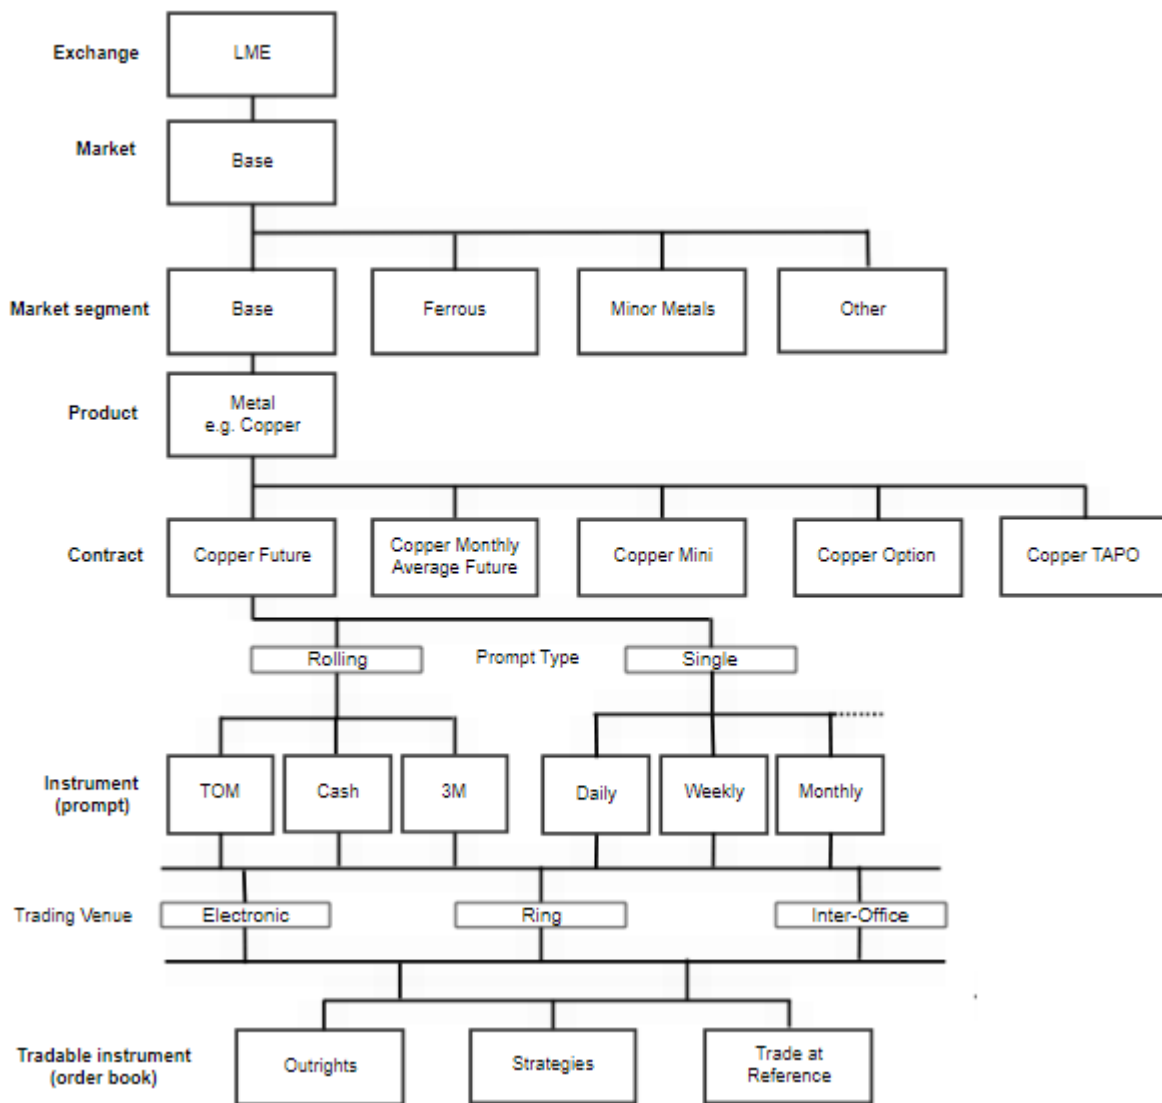 Exchange
LME
Market
Base
Market segment
Base
Ferrous
Minor Metals
Other
Product
Metal
e.g. Copper
Contract
Copper Future
Copper Monthly
Average Future
Copper Mini
Copper Option
Copper TAPO
Rolling
Prompt Type
Single
Instrument
(prompt)
TOM
Cash
3M
Daily
Weekly
Monthly
Trading Venue
Electronic
Ring
Inter-Office
Tradable instrument
(order book)
Outrights
Strategies
Trade at
Reference